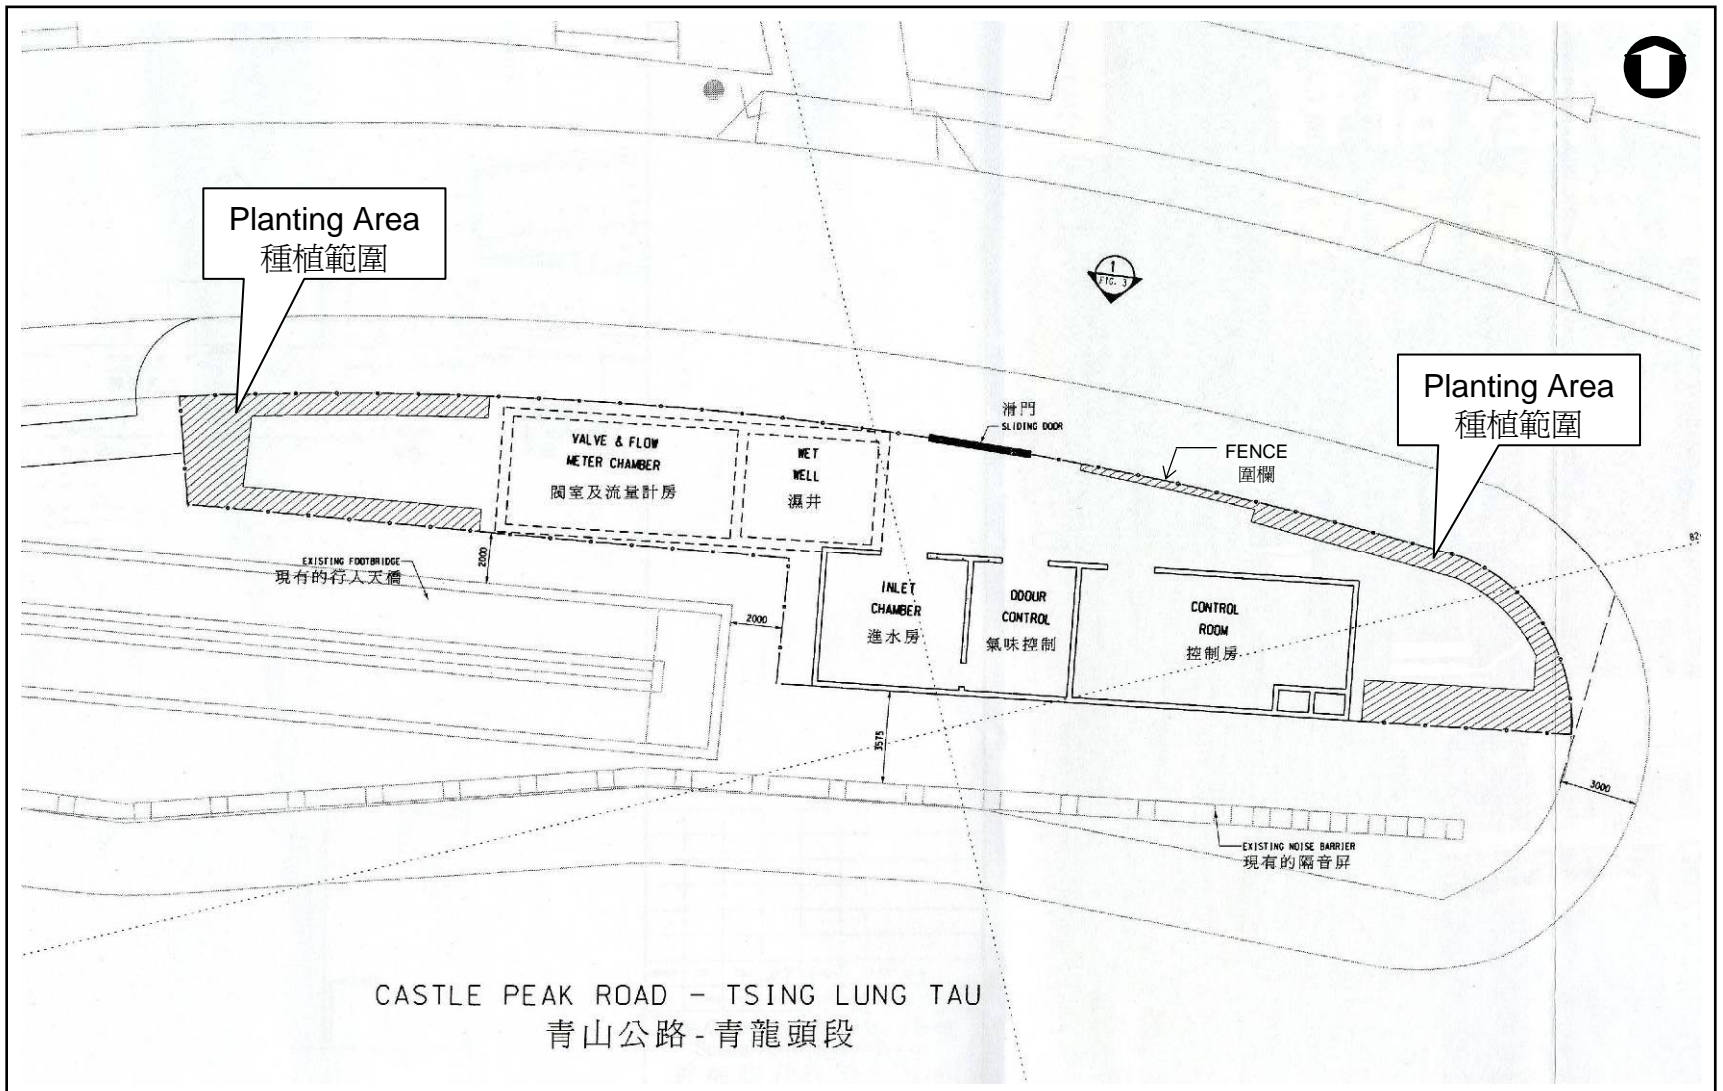 Planting Area
種植範圍
1
FIG. 3
Planting Area
種植範圍
滑門
SLIDING DOOR
FENCE
圍欄
VALVE & FLOW
METER CHAMBER
閥室及流量計房
WET
WELL
濕井
EXISTING FOOTBRIDGE
現有的行人天橋
2000
2000
INLET
CHAMBER
進水房
ODOUR
CONTROL
氣味控制
CONTROL
ROOM
控制房
3575
3000
EXISTING NOISE BARRIER
現有的隔音屏
CASTLE PEAK ROAD - TSING LUNG TAU
青山公路-青龍頭段